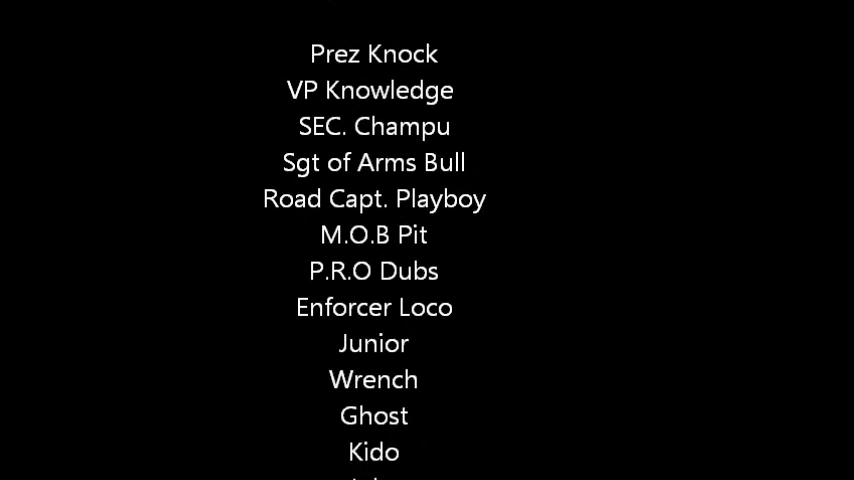 Prez Knock
VP Knowledge
SEC. Champu
Sgt of Arms Bull
Road Capt. Playboy
M.O.B Pit
P.R.O Dubs
Enforcer Loco
Junior
Wrench
Ghost
Kido